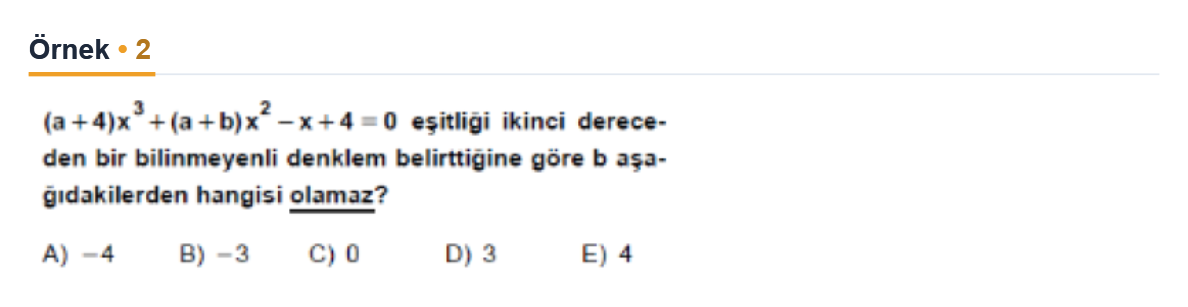 Örnek • 2
(a + 4)x³ + (a + b)x² − x + 4 = 0 eşitliği ikinci derece-
den bir bilinmeyenli denklem belirttiğine göre b aşa-
ğıdakilerden hangisi olamaz?
A) −4 B) −3 C) 0 D) 3 E) 4